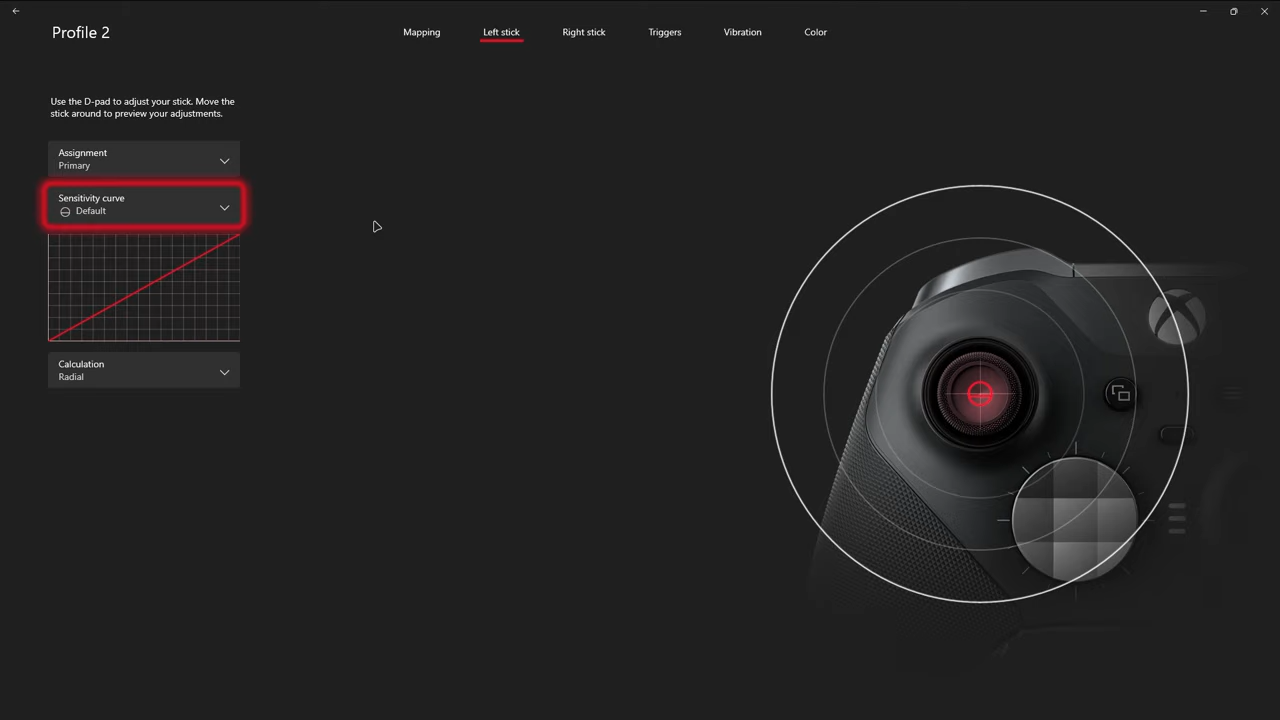 Profile 2
Mapping
Left stick
Right stick
Triggers
Vibration
Color
Use the D-pad to adjust your stick. Move the
stick around to preview your adjustments.
Assignment
Primary
Sensitivity curve
Default
Calculation
Radial